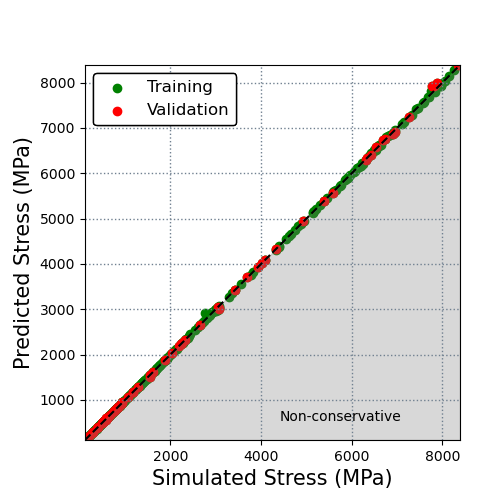 Training
Validation
8000
7000
6000
5000
4000
3000
2000
1000
Predicted Stress (MPa)
Non-conservative
2000
4000
6000
8000
Simulated Stress (MPa)